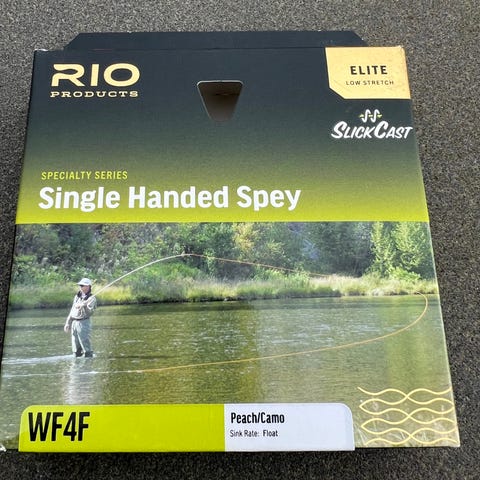 RIO
PRODUCTS
ELITE
LOW STRETCH
SLICKCAST
SPECIALTY SERIES
Single Handed Spey
WF4F
Peach/Camo
Sink Rate: Float